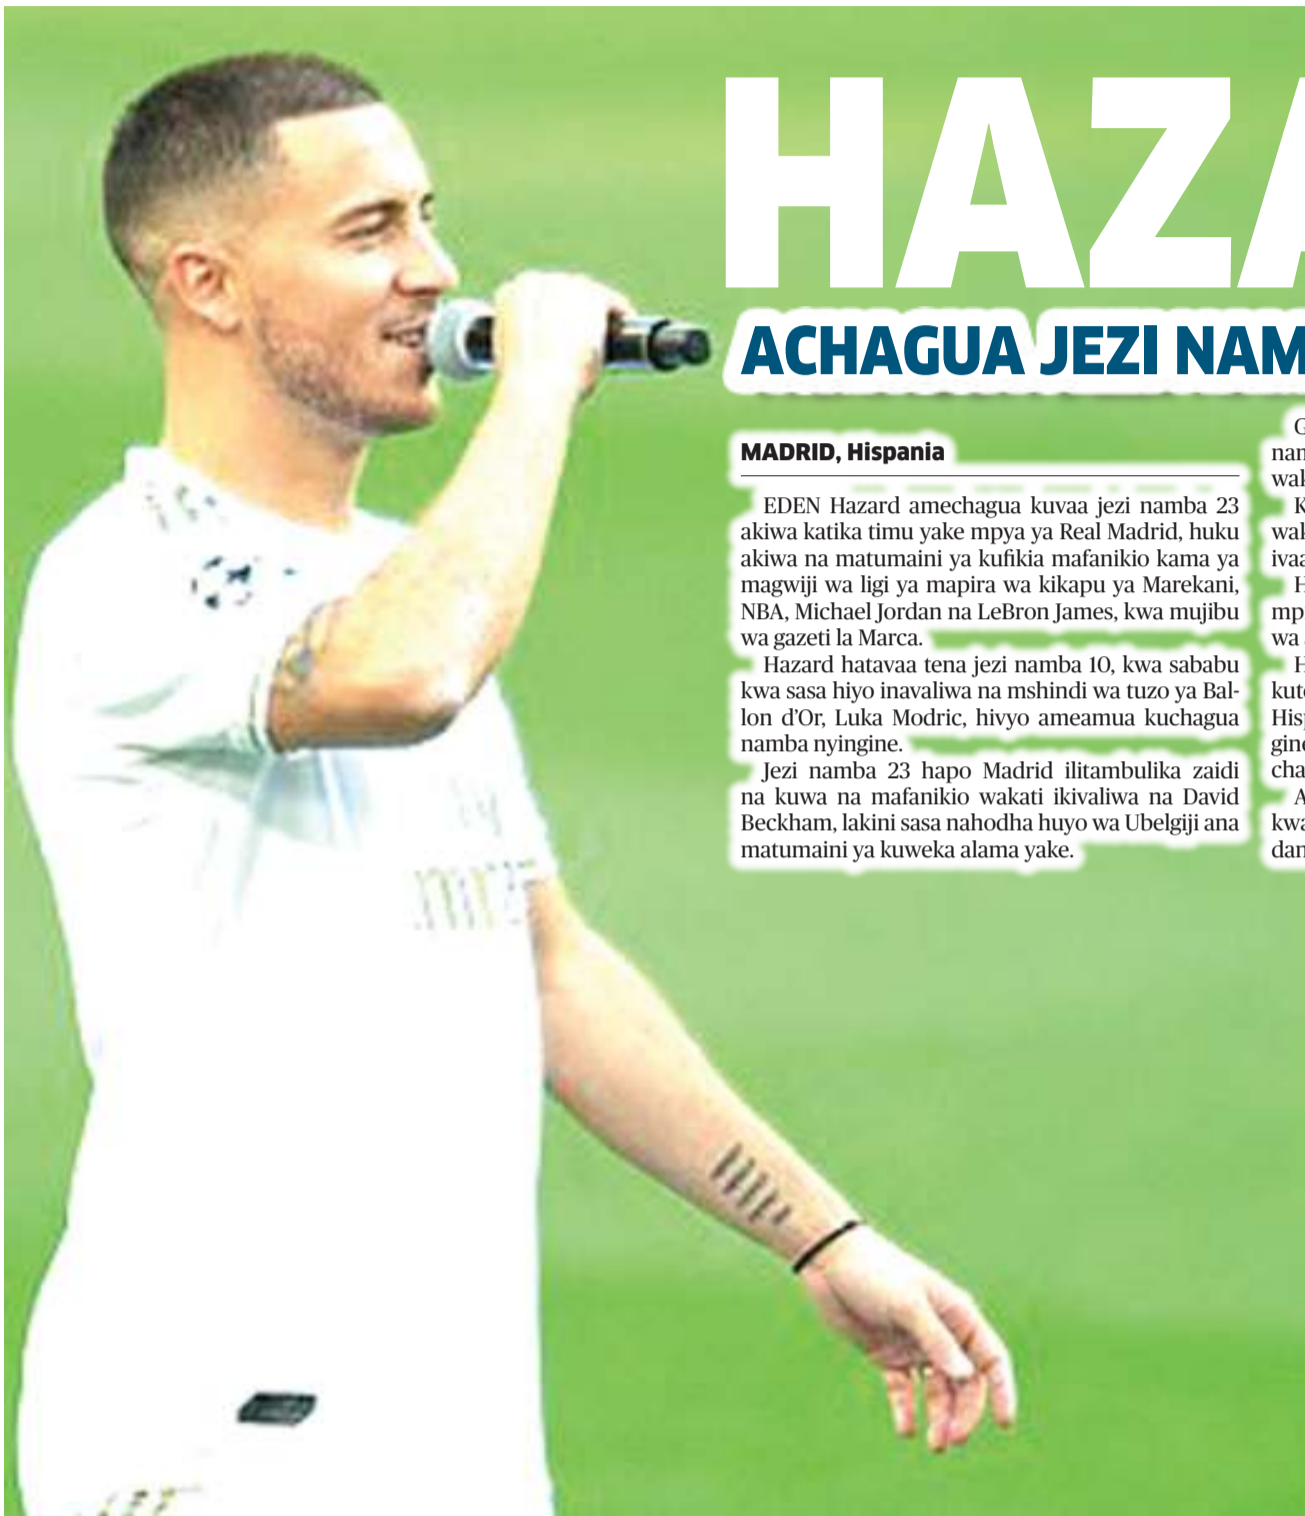 HAZA
ACHAGUA JEZI NAM
MADRID, Hispania
EDEN Hazard amechagua kuvaa jezi namba 23
akiwa katika timu yake mpya ya Real Madrid, huku
akiwa na matumaini ya kufikia mafanikio kama ya
magwiji wa ligi ya mapira wa kikapu ya Marekani,
NBA, Michael Jordan na LeBron James, kwa mujibu
wa gazeti la Marca.
Hazard hatavaa tena jezi namba 10, kwa sababu
kwa sasa hiyo inavaliwa na mshindi wa tuzo ya Bal-
lon d’Or, Luka Modric, hivyo ameamua kuchagua
namba nyingine.
Jezi namba 23 hapo Madrid ilitambulika zaidi
na kuwa na mafanikio wakati ikivaliwa na David
Beckham, lakini sasa nahodha huyo wa Ubelgiji ana
matumaini ya kuweka alama yake.
wa